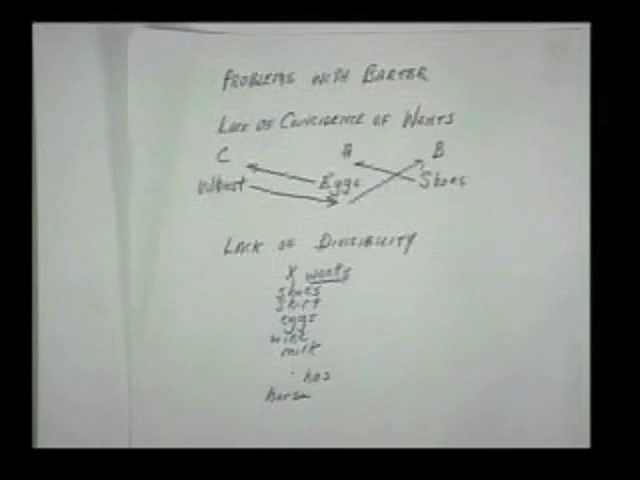 PROBLEMS WITH BARTER
LACK OF COINCIDENCE OF WANTS
C A B
Wheat Eggs Shoes
LACK OF DIVISIBILITY
X wants
shoes
shirt
eggs
wine
milk
has
horse